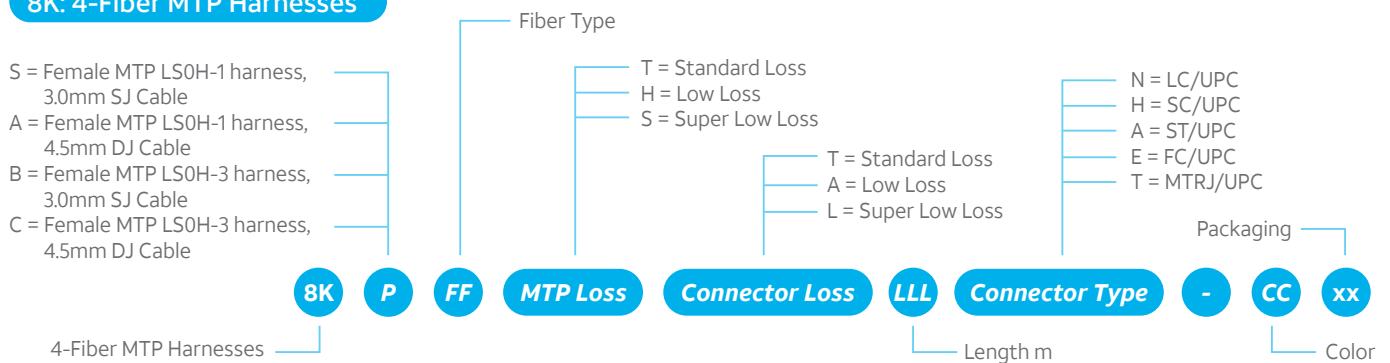 8K: 4-Fiber MTP Harnesses
Fiber Type
S = Female MTP LS0H-1 harness,
3.0mm SJ Cable
A = Female MTP LS0H-1 harness,
4.5mm DJ Cable
B = Female MTP LS0H-3 harness,
3.0mm SJ Cable
C = Female MTP LS0H-3 harness,
4.5mm DJ Cable
T = Standard Loss
H = Low Loss
S = Super Low Loss
T = Standard Loss
A = Low Loss
L = Super Low Loss
N = LC/UPC
H = SC/UPC
A = ST/UPC
E = FC/UPC
T = MTRJ/UPC
Packaging
8K P FF MTP Loss Connector Loss LLL Connector Type - CC xx
4-Fiber MTP Harnesses
Length m
Color